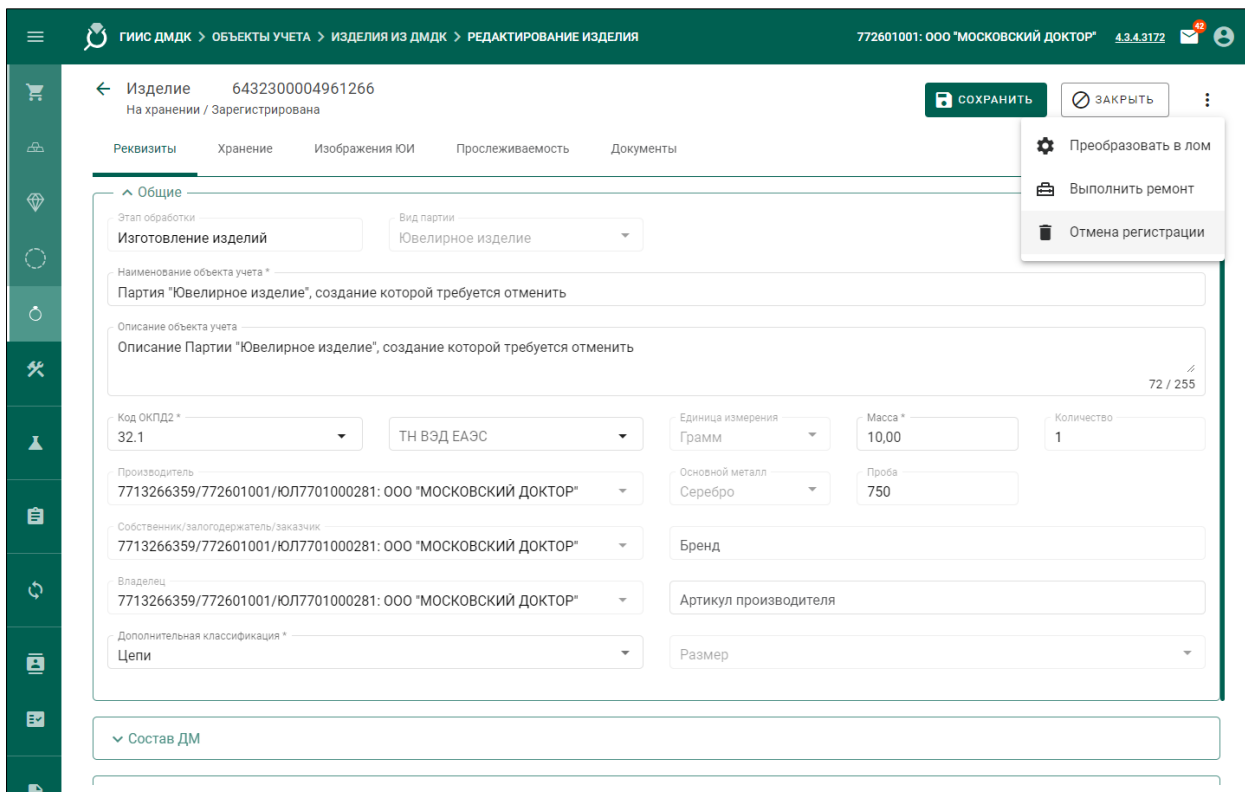 ГИИС ДМДК > ОБЪЕКТЫ УЧЕТА > ИЗДЕЛИЯ ИЗ ДМДК > РЕДАКТИРОВАНИЕ ИЗДЕЛИЯ 772601001: ООО "МОСКОВСКИЙ ДОКТОР" 4.3.4.3172 42
Изделие 6432300004961266 СОХРАНИТЬ ЗАКРЫТЬ
На хранении / Зарегистрирована
Реквизиты Хранение Изображения ЮИ Прослеживаемость Документы
Преобразовать в лом
Выполнить ремонт
Отмена регистрации
Общие
Этап обработки Вид партии
Изготовление изделий Ювелирное изделие
Наименование объекта учета *
Партия "Ювелирное изделие", создание которой требуется отменить
Описание объекта учета
Описание Партии "Ювелирное изделие", создание которой требуется отменить
72 / 255
Код ОКПД2 * Единица измерения Масса * Количество
32.1 ТН ВЭД ЕАЭС Грамм 10,00 1
Производитель Основной металл Проба
7713266359/772601001/ЮЛ7701000281: ООО "МОСКОВСКИЙ ДОКТОР" Серебро 750
Собственник/залогодержатель/заказчик
7713266359/772601001/ЮЛ7701000281: ООО "МОСКОВСКИЙ ДОКТОР" Бренд
Владелец
7713266359/772601001/ЮЛ7701000281: ООО "МОСКОВСКИЙ ДОКТОР" Артикул производителя
Дополнительная классификация *
Цепи Размер
Состав ДМ